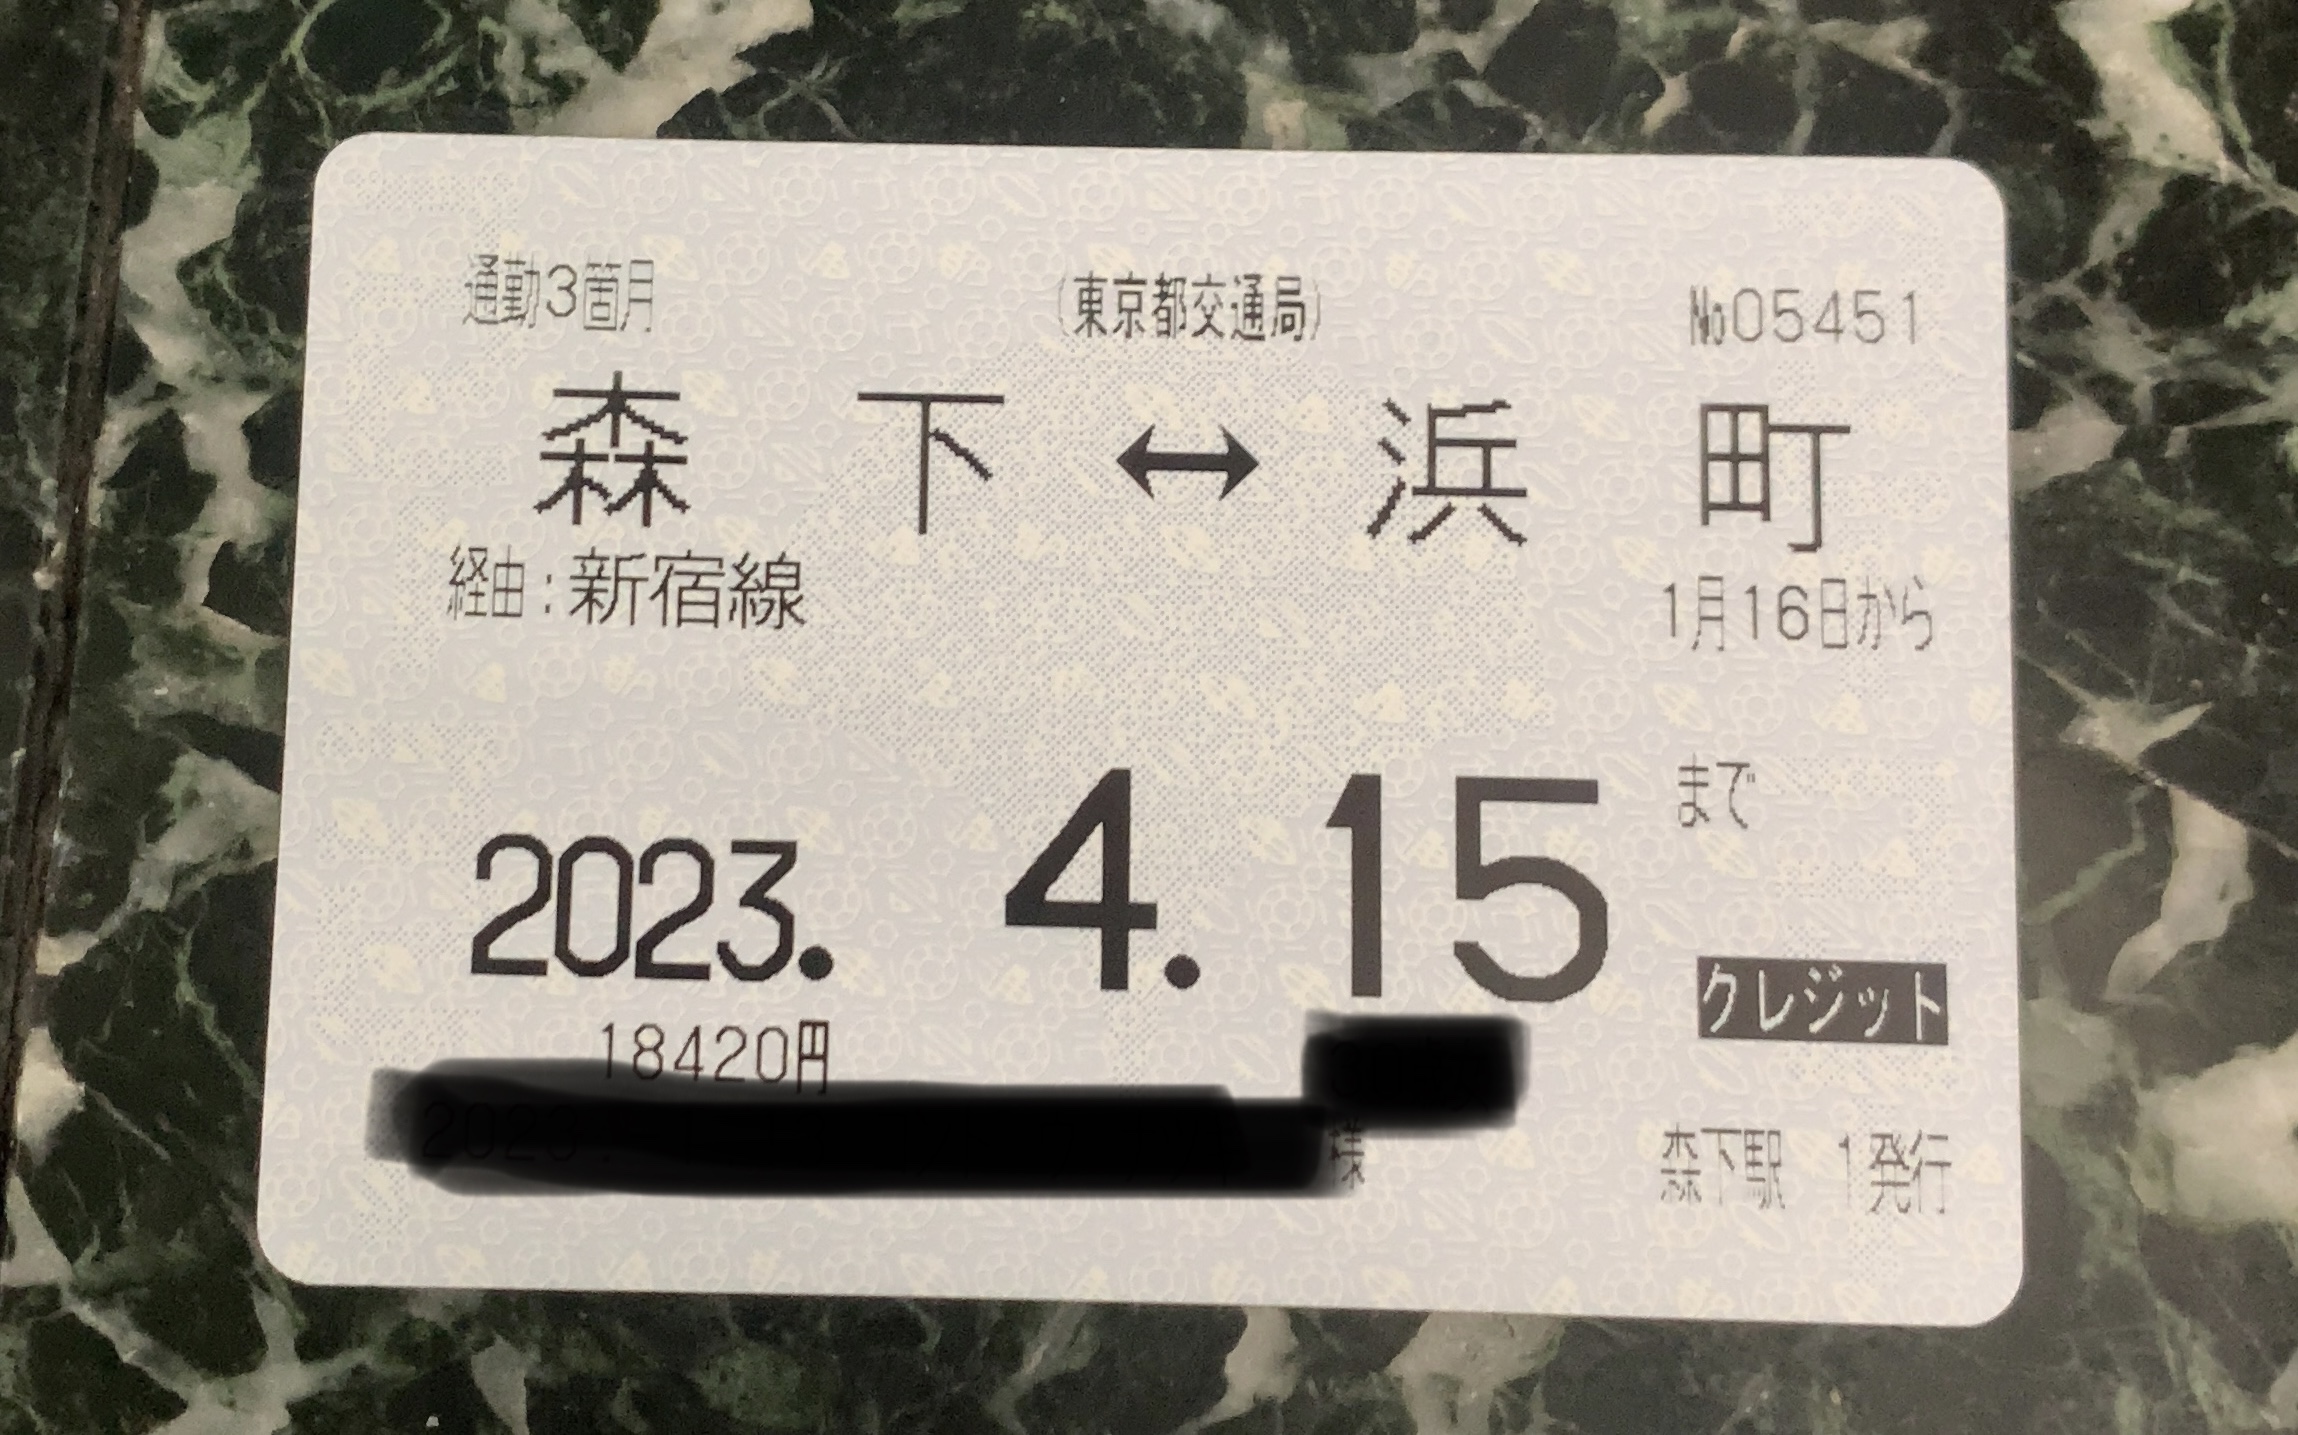 通勤3箇月 (東京都交通局) №05451
森下↔浜町
経由:新宿線 1月16日から
2023. 4. 15 まで
クレジット
18420円
2023 様 森下駅 1発行